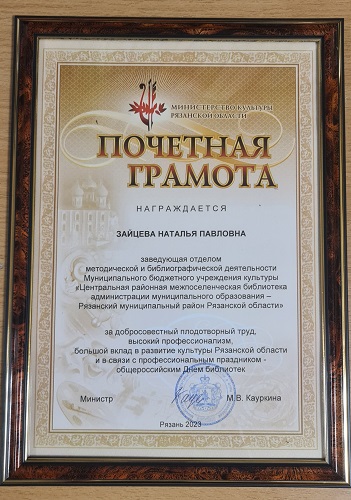 МИНИСТЕРСТВО КУЛЬТУРЫ
РЯЗАНСКОЙ ОБЛАСТИ
ПОЧЕТНАЯ
ГРАМОТА
НАГРАЖДАЕТСЯ
ЗАЙЦЕВА НАТАЛЬЯ ПАВЛОВНА
заведующая отделом
методической и библиографической деятельности
Муниципального бюджетного учреждения культуры
«Центральная районная межпоселенческая библиотека
администрации муниципального образования –
Рязанский муниципальный район Рязанской области»
за добросовестный плодотворный труд,
высокий профессионализм,
большой вклад в развитие культуры Рязанской области
и в связи с профессиональным праздником -
общероссийским Днем библиотек
Министр М.В. Кауркина
Рязань 2023